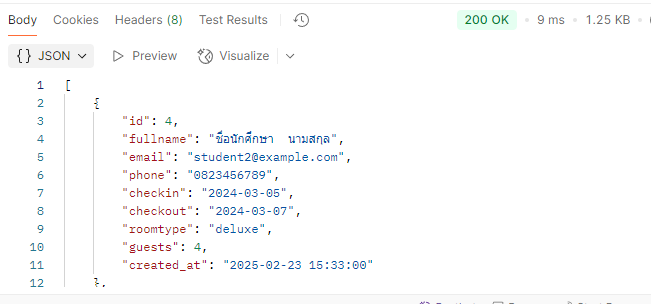 Body Cookies Headers (8) Test Results 200 OK 9 ms 1.25 KB
{} JSON Preview Visualize
1 [
2 {
3 "id": 4,
4 "fullname": "ชื่อนักศึกษา นามสกุล",
5 "email": "student2@example.com",
6 "phone": "0823456789",
7 "checkin": "2024-03-05",
8 "checkout": "2024-03-07",
9 "roomtype": "deluxe",
10 "guests": 4,
11 "created_at": "2025-02-23 15:33:00"
12 },